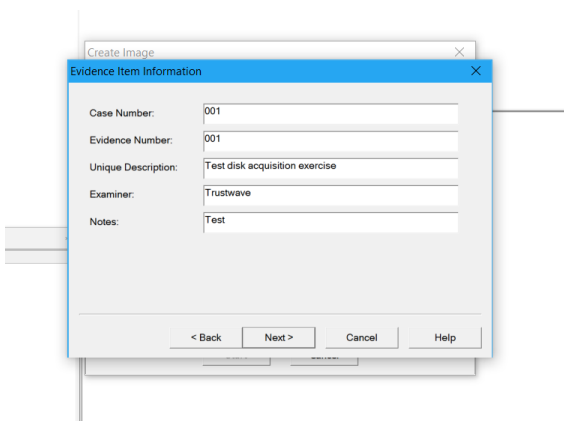 Create Image
Evidence Item Information
Case Number: 001
Evidence Number: 001
Unique Description: Test disk acquisition exercise
Examiner: Trustwave
Notes: Test
< Back Next > Cancel Help